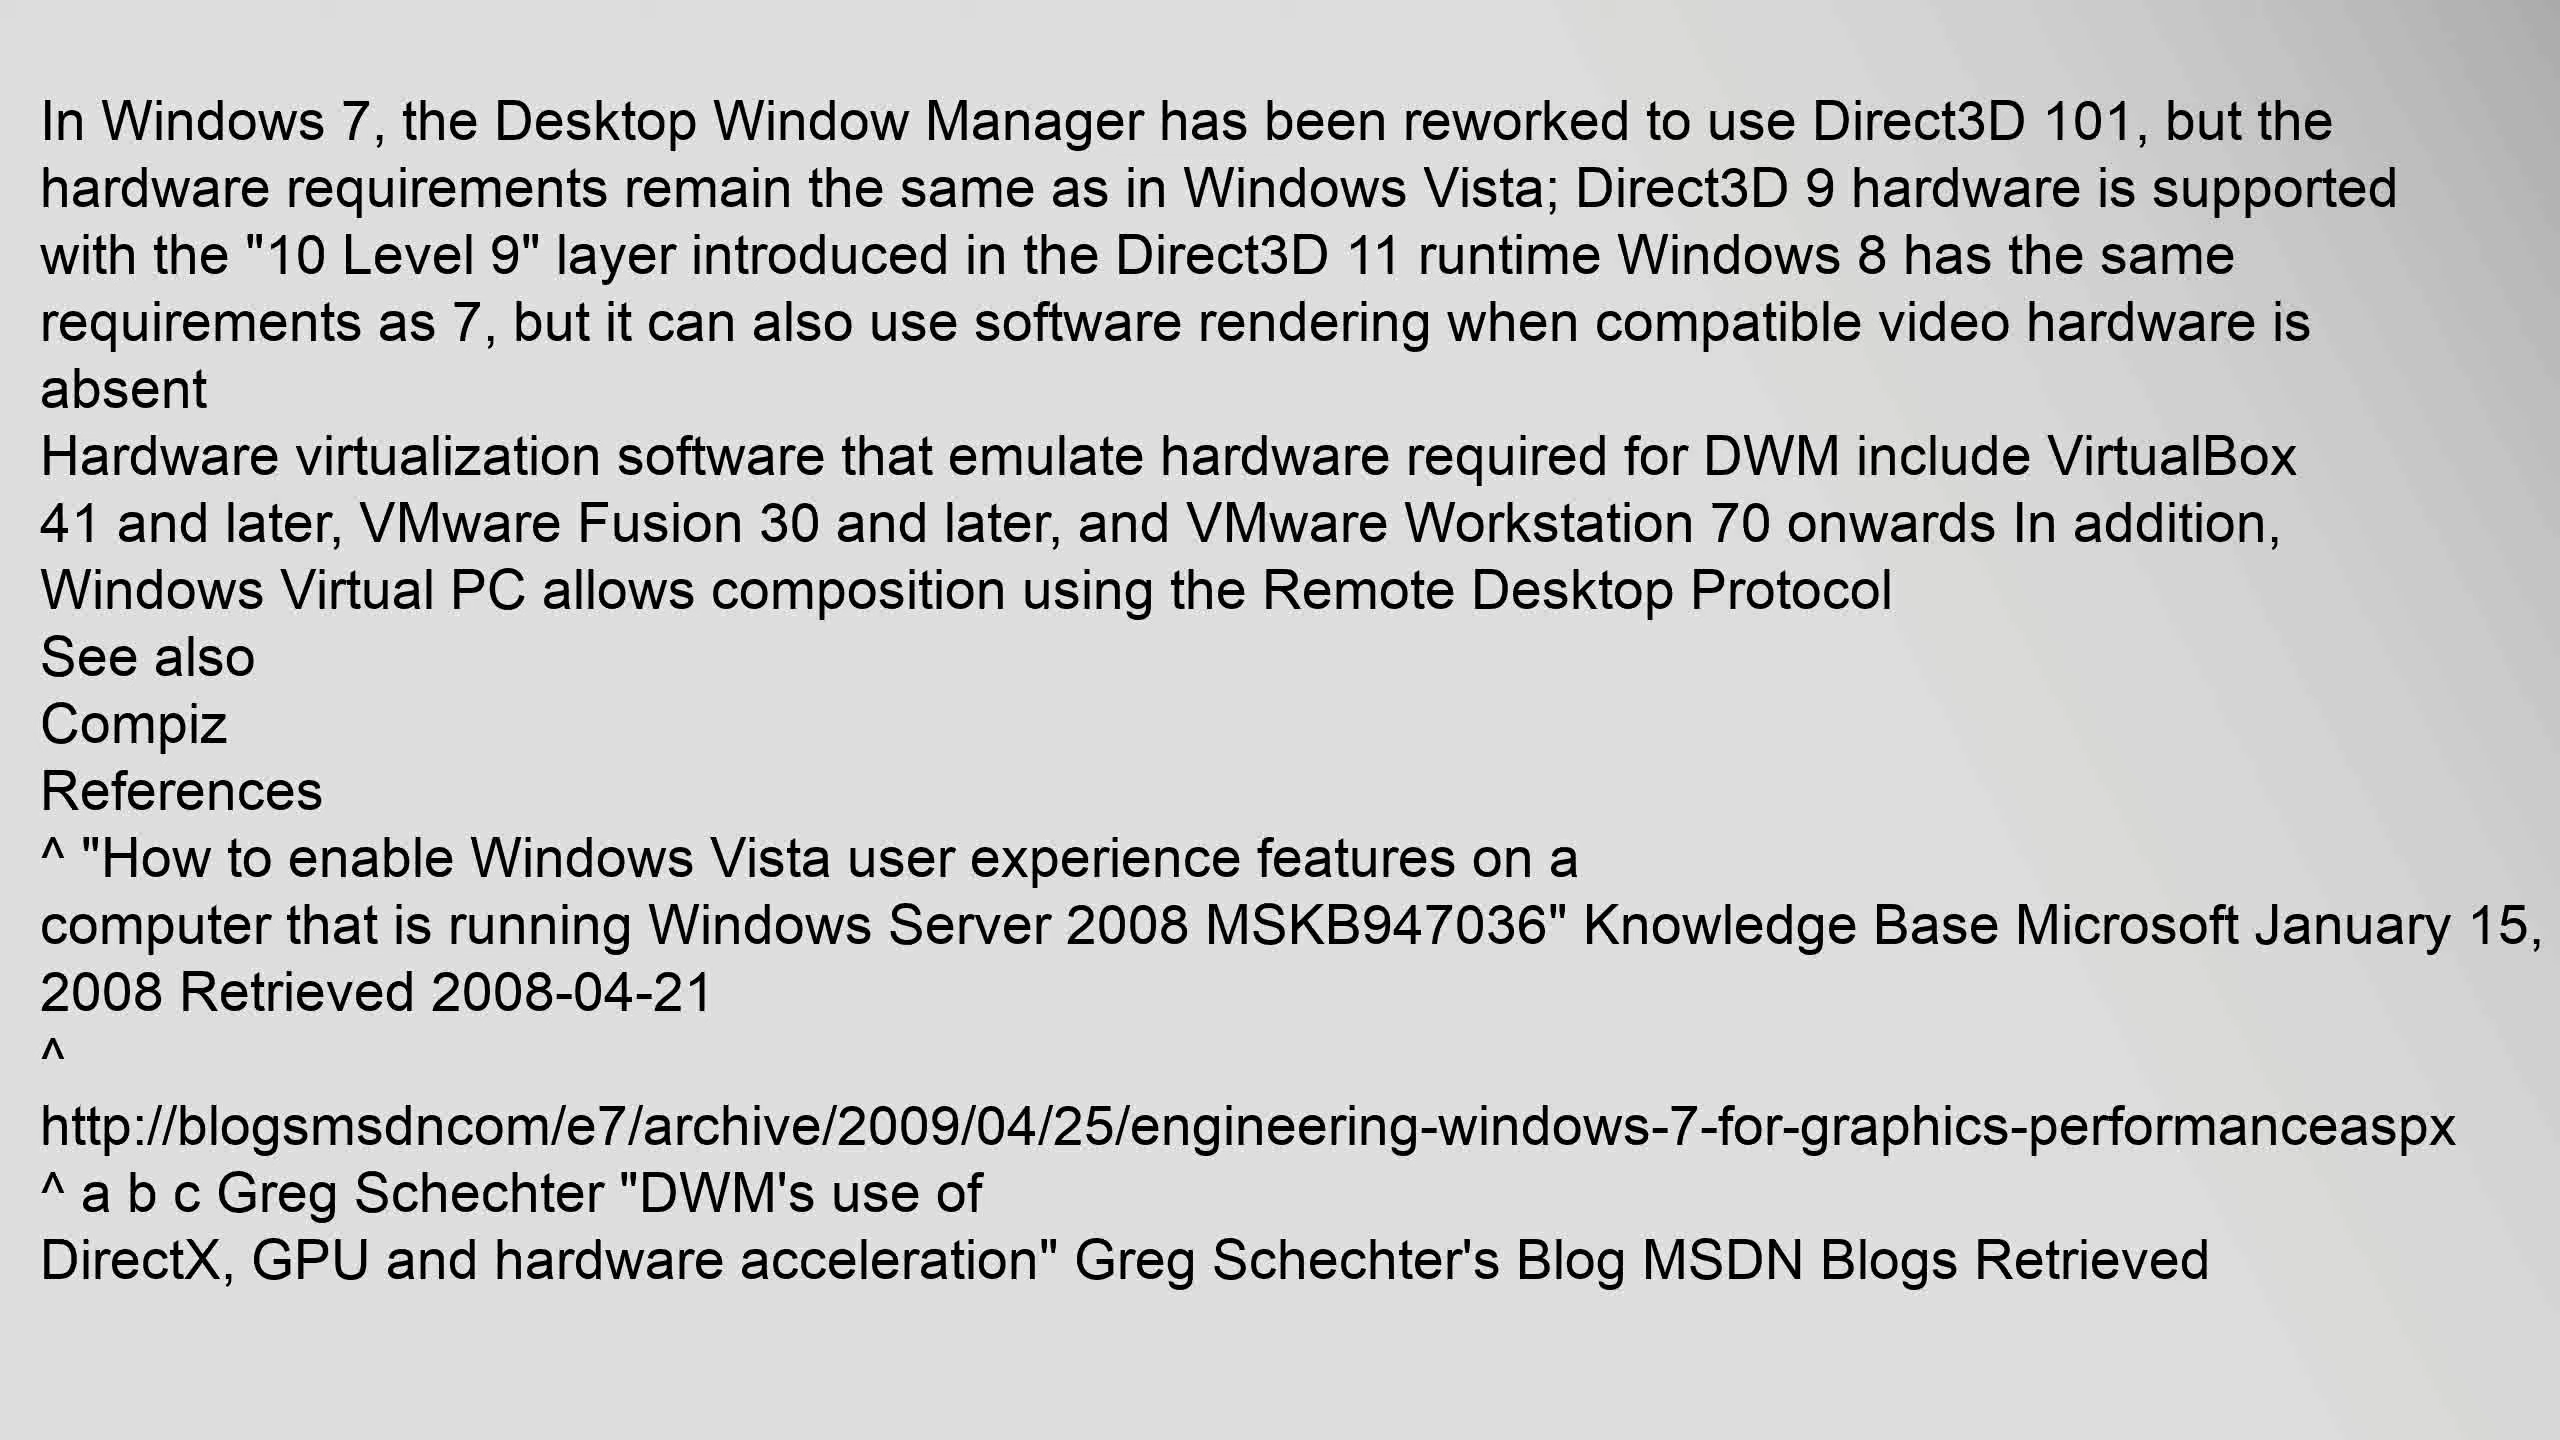 In Windows 7, the Desktop Window Manager has been reworked to use Direct3D 101, but the
hardware requirements remain the same as in Windows Vista; Direct3D 9 hardware is supported
with the "10 Level 9" layer introduced in the Direct3D 11 runtime Windows 8 has the same
requirements as 7, but it can also use software rendering when compatible video hardware is
absent
Hardware virtualization software that emulate hardware required for DWM include VirtualBox
41 and later, VMware Fusion 30 and later, and VMware Workstation 70 onwards In addition,
Windows Virtual PC allows composition using the Remote Desktop Protocol
See also
Compiz
References
^ "How to enable Windows Vista user experience features on a
computer that is running Windows Server 2008 MSKB947036" Knowledge Base Microsoft January 15,
2008 Retrieved 2008-04-21
^
http://blogsmsdncom/e7/archive/2009/04/25/engineering-windows-7-for-graphics-performanceaspx
^ a b c Greg Schechter "DWM's use of
DirectX, GPU and hardware acceleration" Greg Schechter's Blog MSDN Blogs Retrieved